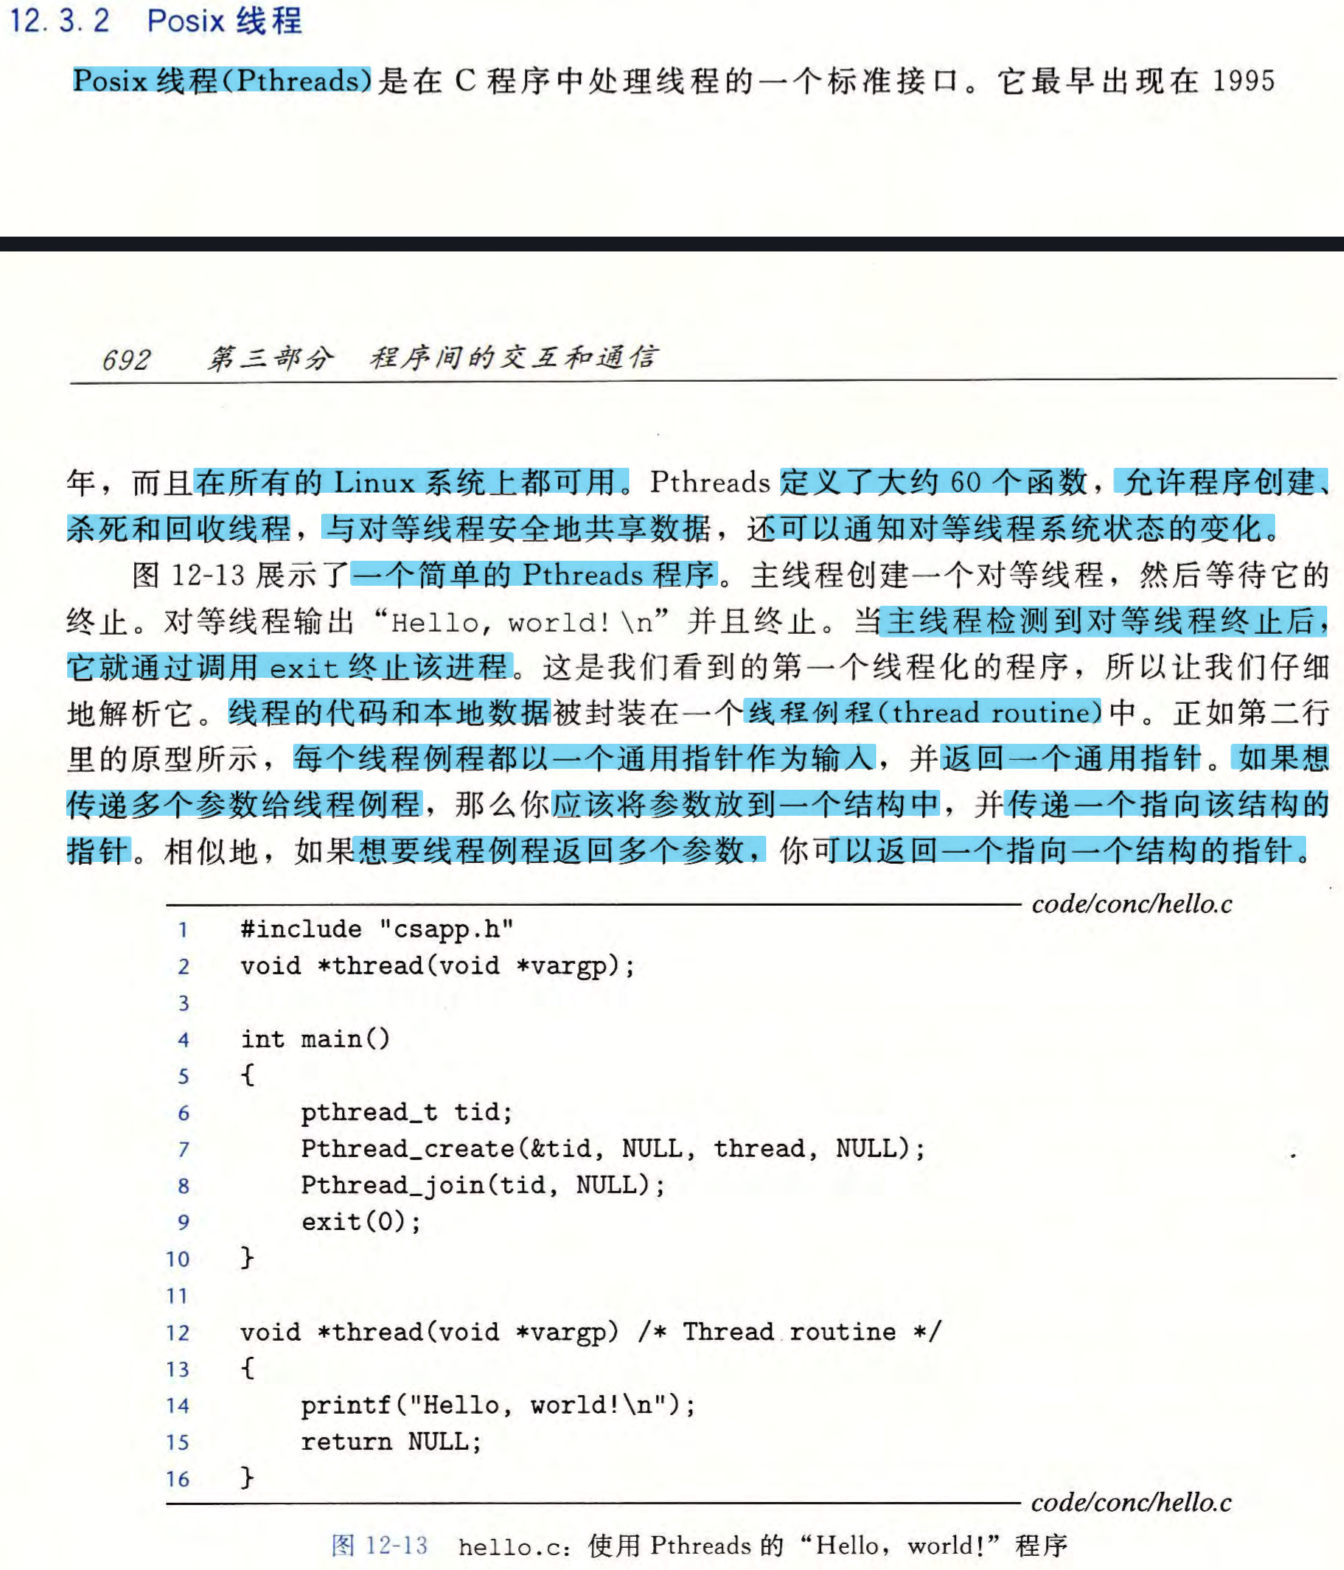 12.3.2 Posix 线程
Posix 线程(Pthreads)是在 C 程序中处理线程的一个标准接口。它最早出现在 1995
692 第三部分 程序间的交互和通信
年，而且在所有的 Linux 系统上都可用。Pthreads 定义了大约 60 个函数，允许程序创建、
杀死和回收线程，与对等线程安全地共享数据，还可以通知对等线程系统状态的变化。
图 12-13 展示了一个简单的 Pthreads 程序。主线程创建一个对等线程，然后等待它的
终止。对等线程输出“Hello, world!\n”并且终止。当主线程检测到对等线程终止后，
它就通过调用 exit 终止该进程。这是我们看到的第一个线程化的程序，所以让我们仔细
地解析它。线程的代码和本地数据被封装在一个线程例程(thread routine)中。正如第二行
里的原型所示，每个线程例程都以一个通用指针作为输入，并返回一个通用指针。如果想
传递多个参数给线程例程，那么你应该将参数放到一个结构中，并传递一个指向该结构的
指针。相似地，如果想要线程例程返回多个参数，你可以返回一个指向一个结构的指针。
code/conc/hello.c
1 #include "csapp.h"
2 void *thread(void *vargp);
3
4 int main()
5 {
6 pthread_t tid;
7 Pthread_create(&tid, NULL, thread, NULL);
8 Pthread_join(tid, NULL);
9 exit(0);
10 }
11
12 void *thread(void *vargp) /* Thread routine */
13 {
14 printf("Hello, world!\n");
15 return NULL;
16 }
code/conc/hello.c
图 12-13 hello.c: 使用 Pthreads 的“Hello, world!”程序